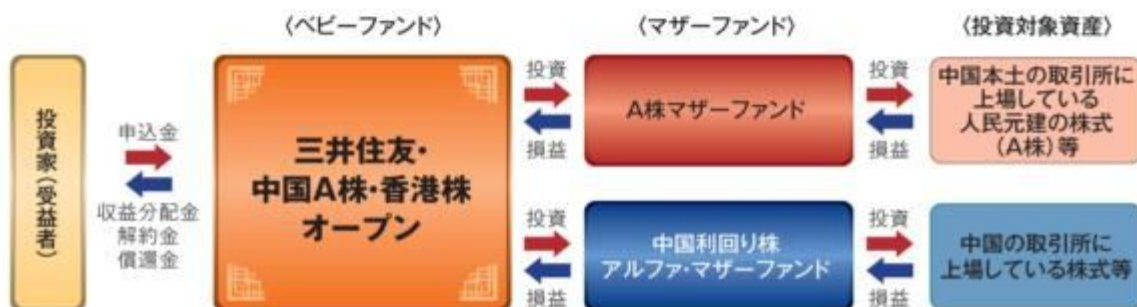 〈ベビーファンド〉
〈マザーファンド〉
〈投資対象資産〉
投資家(受益者)
申込金
収益分配金
解約金
償還金
三井住友・
中国A株・香港株
オープン
投資
損益
A株マザーファンド
投資
損益
中国本土の取引所に
上場している
人民元建の株式
(A株)等
投資
損益
中国利回り株
アルファ・マザーファンド
投資
損益
中国の取引所に
上場している株式等